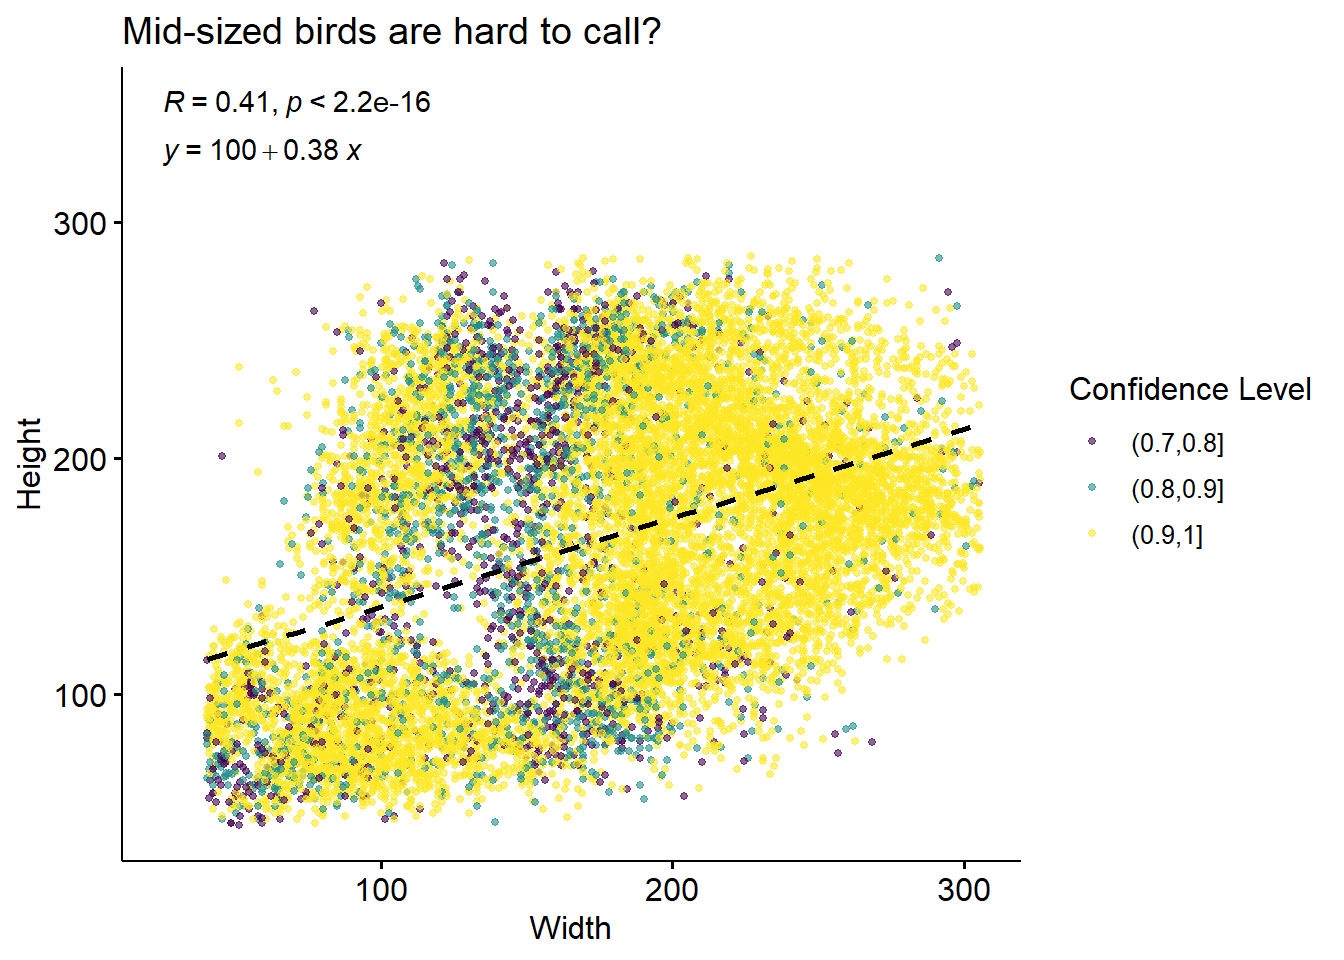 Mid-sized birds are hard to call?
R = 0.41, p < 2.2e-16
y = 100 + 0.38 x
300
200
100
Height
100 200 300
Width
Confidence Level
(0.7,0.8]
(0.8,0.9]
(0.9,1]